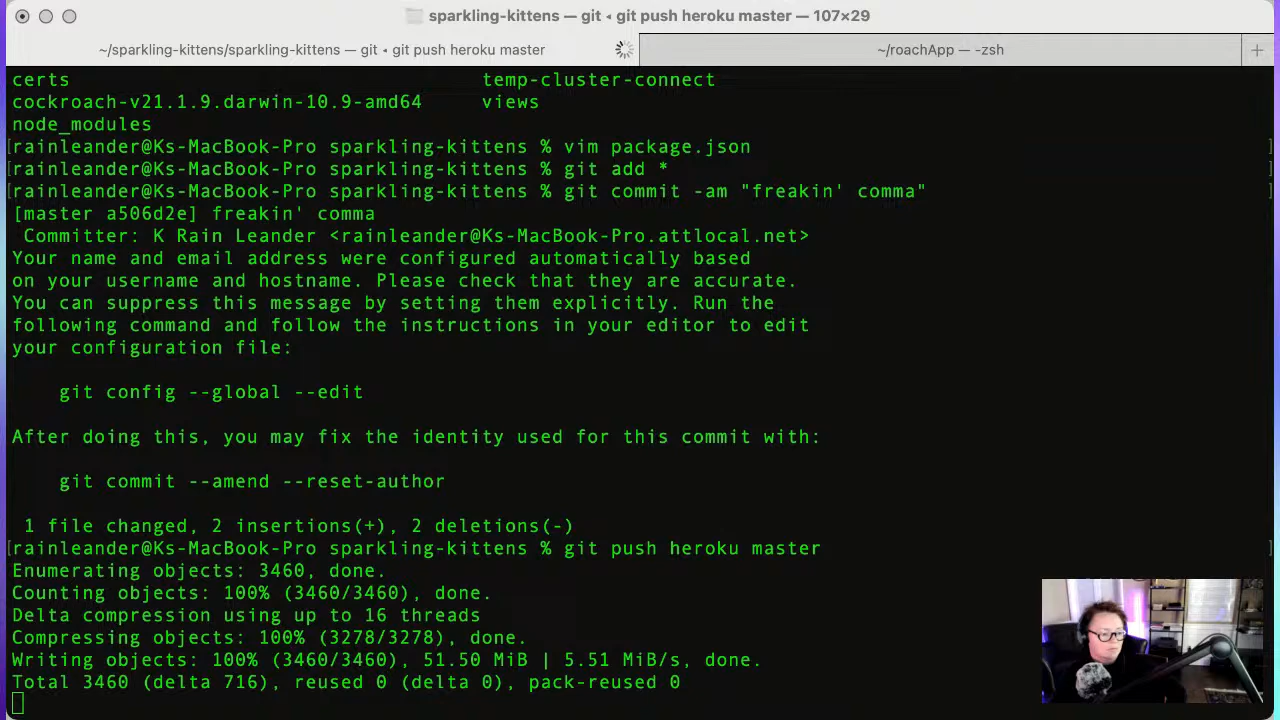 sparkling-kittens — git ◂ git push heroku master — 107×29
~/sparkling-kittens/sparkling-kittens — git ◂ git push heroku master
~/roachApp — -zsh
+
certs temp-cluster-connect
cockroach-v21.1.9.darwin-10.9-amd64 views
node_modules
[rainleander@Ks-MacBook-Pro sparkling-kittens % vim package.json ]
[rainleander@Ks-MacBook-Pro sparkling-kittens % git add * ]
[rainleander@Ks-MacBook-Pro sparkling-kittens % git commit -am "freakin' comma" ]
[master a506d2e] freakin' comma
Committer: K Rain Leander <rainleander@Ks-MacBook-Pro.attlocal.net>
Your name and email address were configured automatically based
on your username and hostname. Please check that they are accurate.
You can suppress this message by setting them explicitly. Run the
following command and follow the instructions in your editor to edit
your configuration file:
git config --global --edit
After doing this, you may fix the identity used for this commit with:
git commit --amend --reset-author
1 file changed, 2 insertions(+), 2 deletions(-)
[rainleander@Ks-MacBook-Pro sparkling-kittens % git push heroku master ]
Enumerating objects: 3460, done.
Counting objects: 100% (3460/3460), done.
Delta compression using up to 16 threads
Compressing objects: 100% (3278/3278), done.
Writing objects: 100% (3460/3460), 51.50 MiB | 5.51 MiB/s, done.
Total 3460 (delta 716), reused 0 (delta 0), pack-reused 0